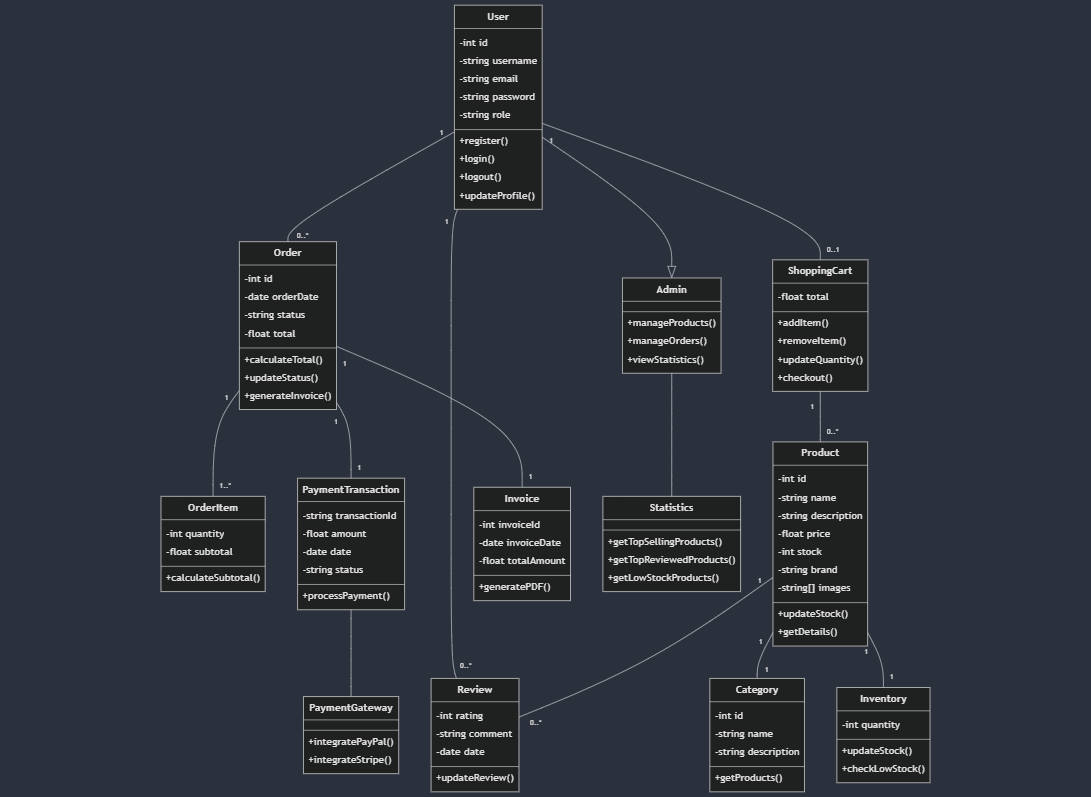 User
-int id
-string username
-string email
-string password
-string role
+register()
+login()
+logout()
+updateProfile()
1
1
1
0..*
0..1
Order
-int id
-date orderDate
-string status
-float total
+calculateTotal()
+updateStatus()
+generateInvoice()
1
1
1
Admin
+manageProducts()
+manageOrders()
+viewStatistics()
ShoppingCart
-float total
+addItem()
+removeItem()
+updateQuantity()
+checkout()
1
0..*
1..*
OrderItem
-int quantity
-float subtotal
+calculateSubtotal()
1
PaymentTransaction
-string transactionId
-float amount
-date date
-string status
+processPayment()
1
Invoice
-int invoiceId
-date invoiceDate
-float totalAmount
+generatePDF()
Statistics
+getTopSellingProducts()
+getTopReviewedProducts()
+getLowStockProducts()
Product
-int id
-string name
-string description
-float price
-int stock
-string brand
-string[] images
+updateStock()
+getDetails()
1
1
1
PaymentGateway
+integratePayPal()
+integrateStripe()
0..*
0..*
Review
-int rating
-string comment
-date date
+updateReview()
1
Category
-int id
-string name
-string description
+getProducts()
1
Inventory
-int quantity
+updateStock()
+checkLowStock()